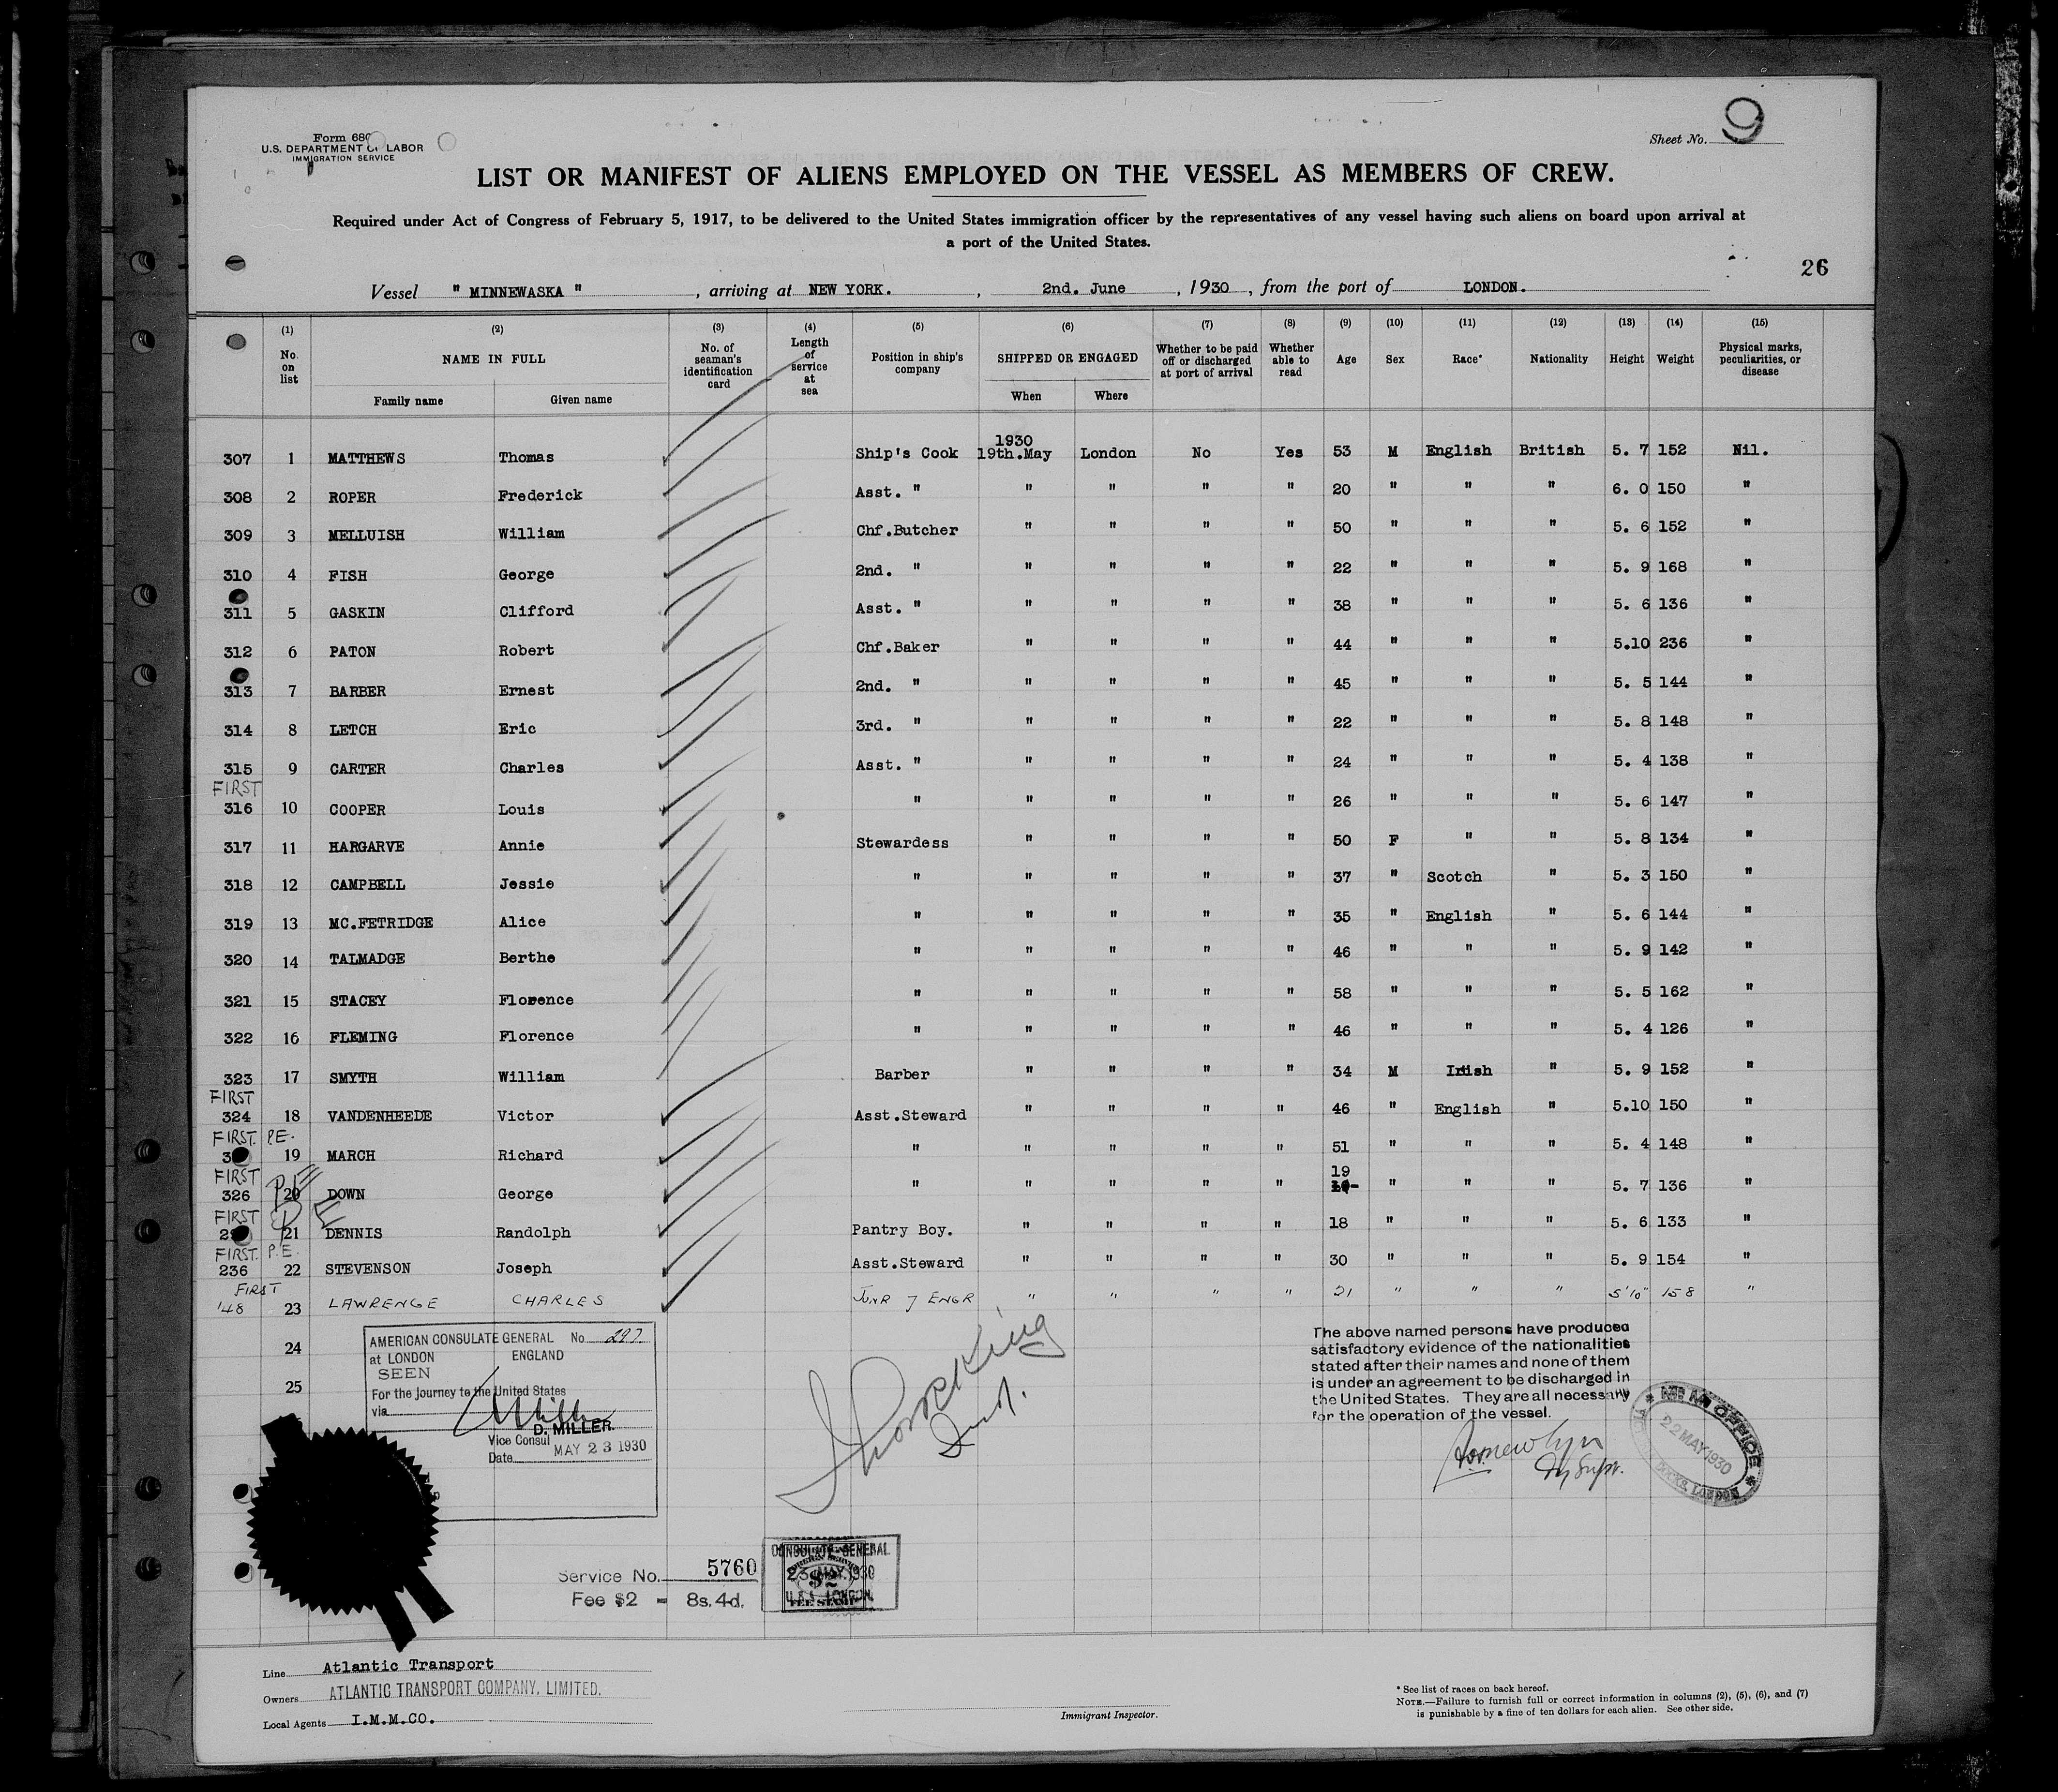 Form 680
U.S. DEPARTMENT OF LABOR
IMMIGRATION SERVICE
Sheet No. 9
LIST OR MANIFEST OF ALIENS EMPLOYED ON THE VESSEL AS MEMBERS OF CREW.
Required under Act of Congress of February 5, 1917, to be delivered to the United States immigration officer by the representatives of any vessel having such aliens on board upon arrival at
a port of the United States.
26
Vessel " MINNEWASKA " , arriving at NEW YORK. , 2nd. June , 1930 , from the port of LONDON.
(1) (2) (3) (4) (5) (6) (7) (8) (9) (10) (11) (12) (13) (14) (15)
No. on list NAME IN FULL Family name Given name No. of seaman's identification card Length of service at sea Position in ship's company SHIPPED OR ENGAGED When Where Whether to be paid off or discharged at port of arrival Whether able to read Age Sex Race* Nationality Height Weight Physical marks, peculiarities, or disease
1930
307 1 MATTHEWS Thomas Ship's Cook 19th.May London No Yes 53 M English British 5. 7 152 Nil.
308 2 ROPER Frederick Asst. " " " " " 20 " " " 6. 0 150 "
309 3 MELLUISH William Chf.Butcher " " " " 50 " " " 5. 6 152 "
310 4 FISH George 2nd. " " " " " 22 " " " 5. 9 168 "
311 5 GASKIN Clifford Asst. " " " " " 38 " " " 5. 6 136 "
312 6 PATON Robert Chf.Baker " " " " 44 " " " 5.10 236 "
313 7 BARBER Ernest 2nd. " " " " " 45 " " " 5. 5 144 "
314 8 LETCH Eric 3rd. " " " " " 22 " " " 5. 8 148 "
315 9 CARTER Charles Asst. " " " " " 24 " " " 5. 4 138 "
FIRST
316 10 COOPER Louis " " " " " 26 " " " 5. 6 147 "
317 11 HARGARVE Annie Stewardess " " " " 50 F " " 5. 8 134 "
318 12 CAMPBELL Jessie " " " " " 37 " Scotch " 5. 3 150 "
319 13 MC.FETRIDGE Alice " " " " " 35 " English " 5. 6 144 "
320 14 TALMADGE Berthe " " " " " 46 " " " 5. 9 142 "
321 15 STACEY Florence " " " " " 58 " " " 5. 5 162 "
322 16 FLEMING Florence " " " " " 46 " " " 5. 4 126 "
323 17 SMYTH William Barber " " " " 34 M Irish " 5. 9 152 "
FIRST
324 18 VANDENHEEDE Victor Asst.Steward " " " " 46 " English " 5.10 150 "
FIRST. P.E.
19 MARCH Richard " " " " " 51 " " " 5. 4 148 "
FIRST PE
326 20 DOWN George " " " " " 19 " " " 5. 7 136 "
FIRST PE
21 DENNIS Randolph Pantry Boy. " " " " 18 " " " 5. 6 133 "
FIRST. P.E.
236 22 STEVENSON Joseph Asst.Steward " " " " 30 " " " 5. 9 154 "
FIRST
148 23 LAWRENCE CHARLES JUNR 7 ENGR " " " " 21 " " " 5'10" 158 "
24
25
AMERICAN CONSULATE GENERAL No 297.
at LONDON ENGLAND
SEEN
For the journey to the United States
via
D. MILLER.
Vice Consul
Date MAY 23 1930
The above named persons have produced
satisfactory evidence of the nationalities
stated after their names and none of them
is under an agreement to be discharged in
the United States. They are all necessary
for the operation of the vessel.
OFFICE
22 MAY 1930
DOCKS, LONDON
Service No. 5760
Fee $2 = 8s. 4d.
CONSULATE GENERAL
23 MAY. 1930
$2
FEE STAMP
Line Atlantic Transport
Owners ATLANTIC TRANSPORT COMPANY, LIMITED.
Local Agents I.M.M.CO.
Immigrant Inspector.
* See list of races on back hereof.
NOTE.—Failure to furnish full or correct information in columns (2), (5), (6), and (7)
is punishable by a fine of ten dollars for each alien. See other side.